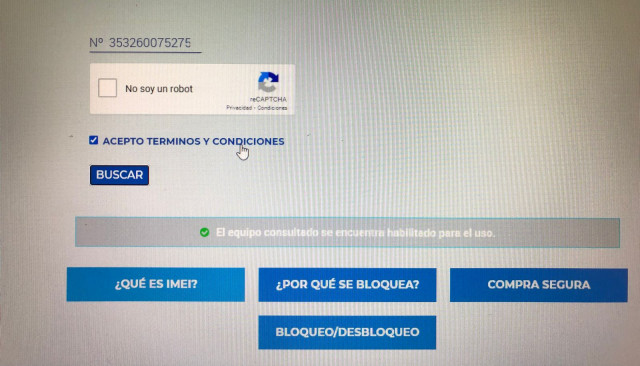 Nº 353260075275
No soy un robot
reCAPTCHA
Privacidad - Condiciones
ACEPTO TERMINOS Y CONDICIONES
BUSCAR
El equipo consultado se encuentra habilitado para el uso.
¿QUÉ ES IMEI?
¿POR QUÉ SE BLOQUEA?
COMPRA SEGURA
BLOQUEO/DESBLOQUEO